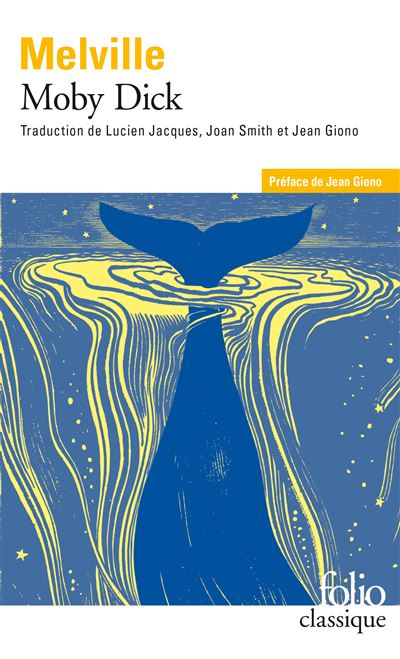 Melville
Moby Dick
Traduction de Lucien Jacques, Joan Smith et Jean Giono
Préface de Jean Giono
folio
classique